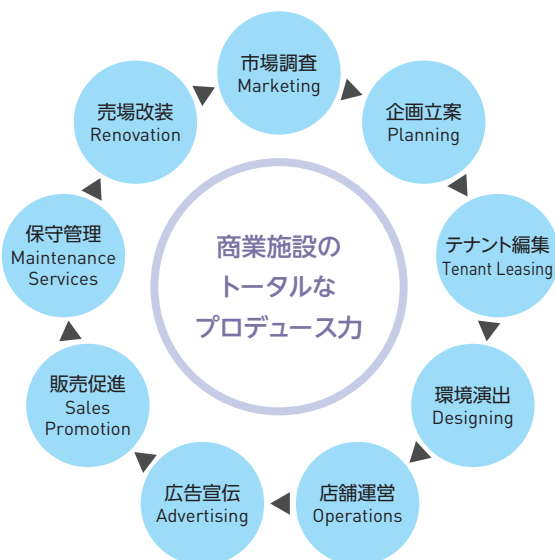 市場調査
Marketing
企画立案
Planning
テナント編集
Tenant Leasing
環境演出
Designing
店舗運営
Operations
広告宣伝
Advertising
販売促進
Sales
Promotion
保守管理
Maintenance
Services
売場改装
Renovation
商業施設の
トータルな
プロデュース力